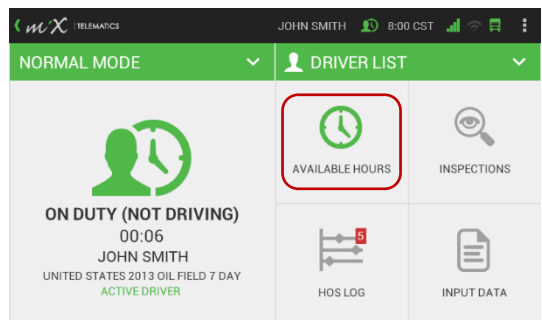 mix TELEMATICS
JOHN SMITH 8:00 CST
NORMAL MODE
DRIVER LIST
ON DUTY (NOT DRIVING)
00:06
JOHN SMITH
UNITED STATES 2013 OIL FIELD 7 DAY
ACTIVE DRIVER
AVAILABLE HOURS
INSPECTIONS
5
HOS LOG
INPUT DATA